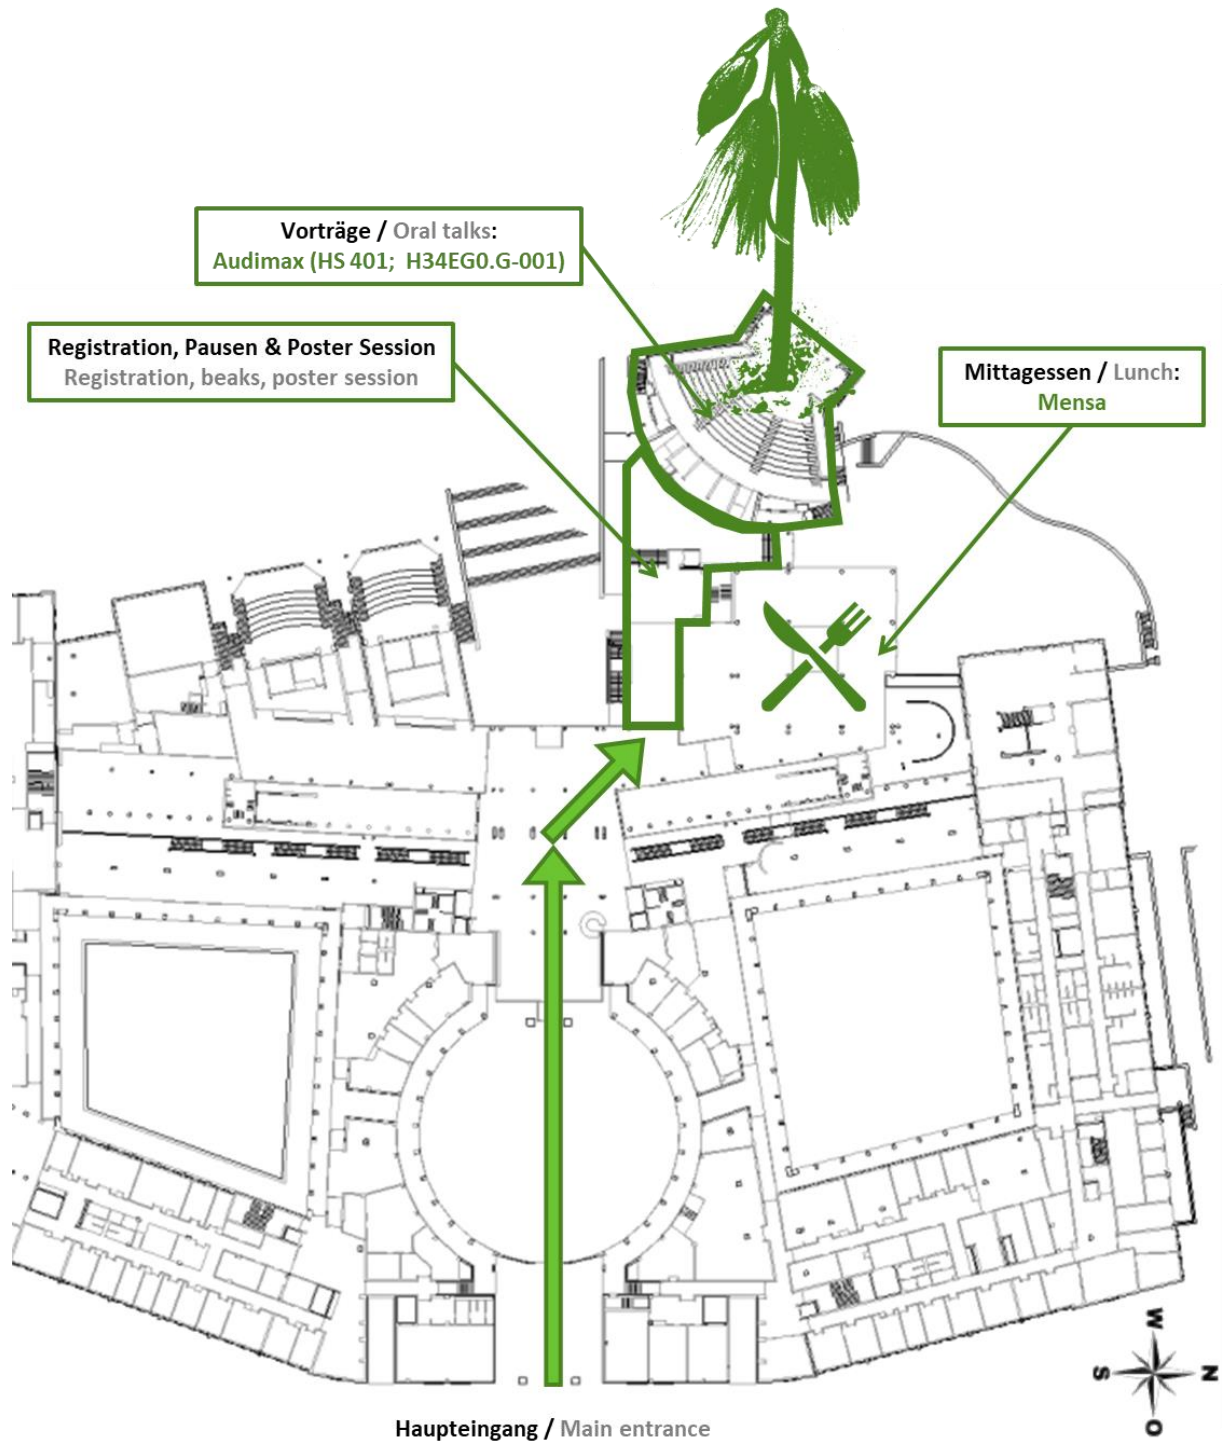 Vorträge / Oral talks:
Audimax (HS 401;  H34EG0.G-001)
Registration, Pausen & Poster Session
Registration, beaks, poster session
Mittagessen / Lunch:
Mensa
W
S
N
O
Haupteingang / Main entrance